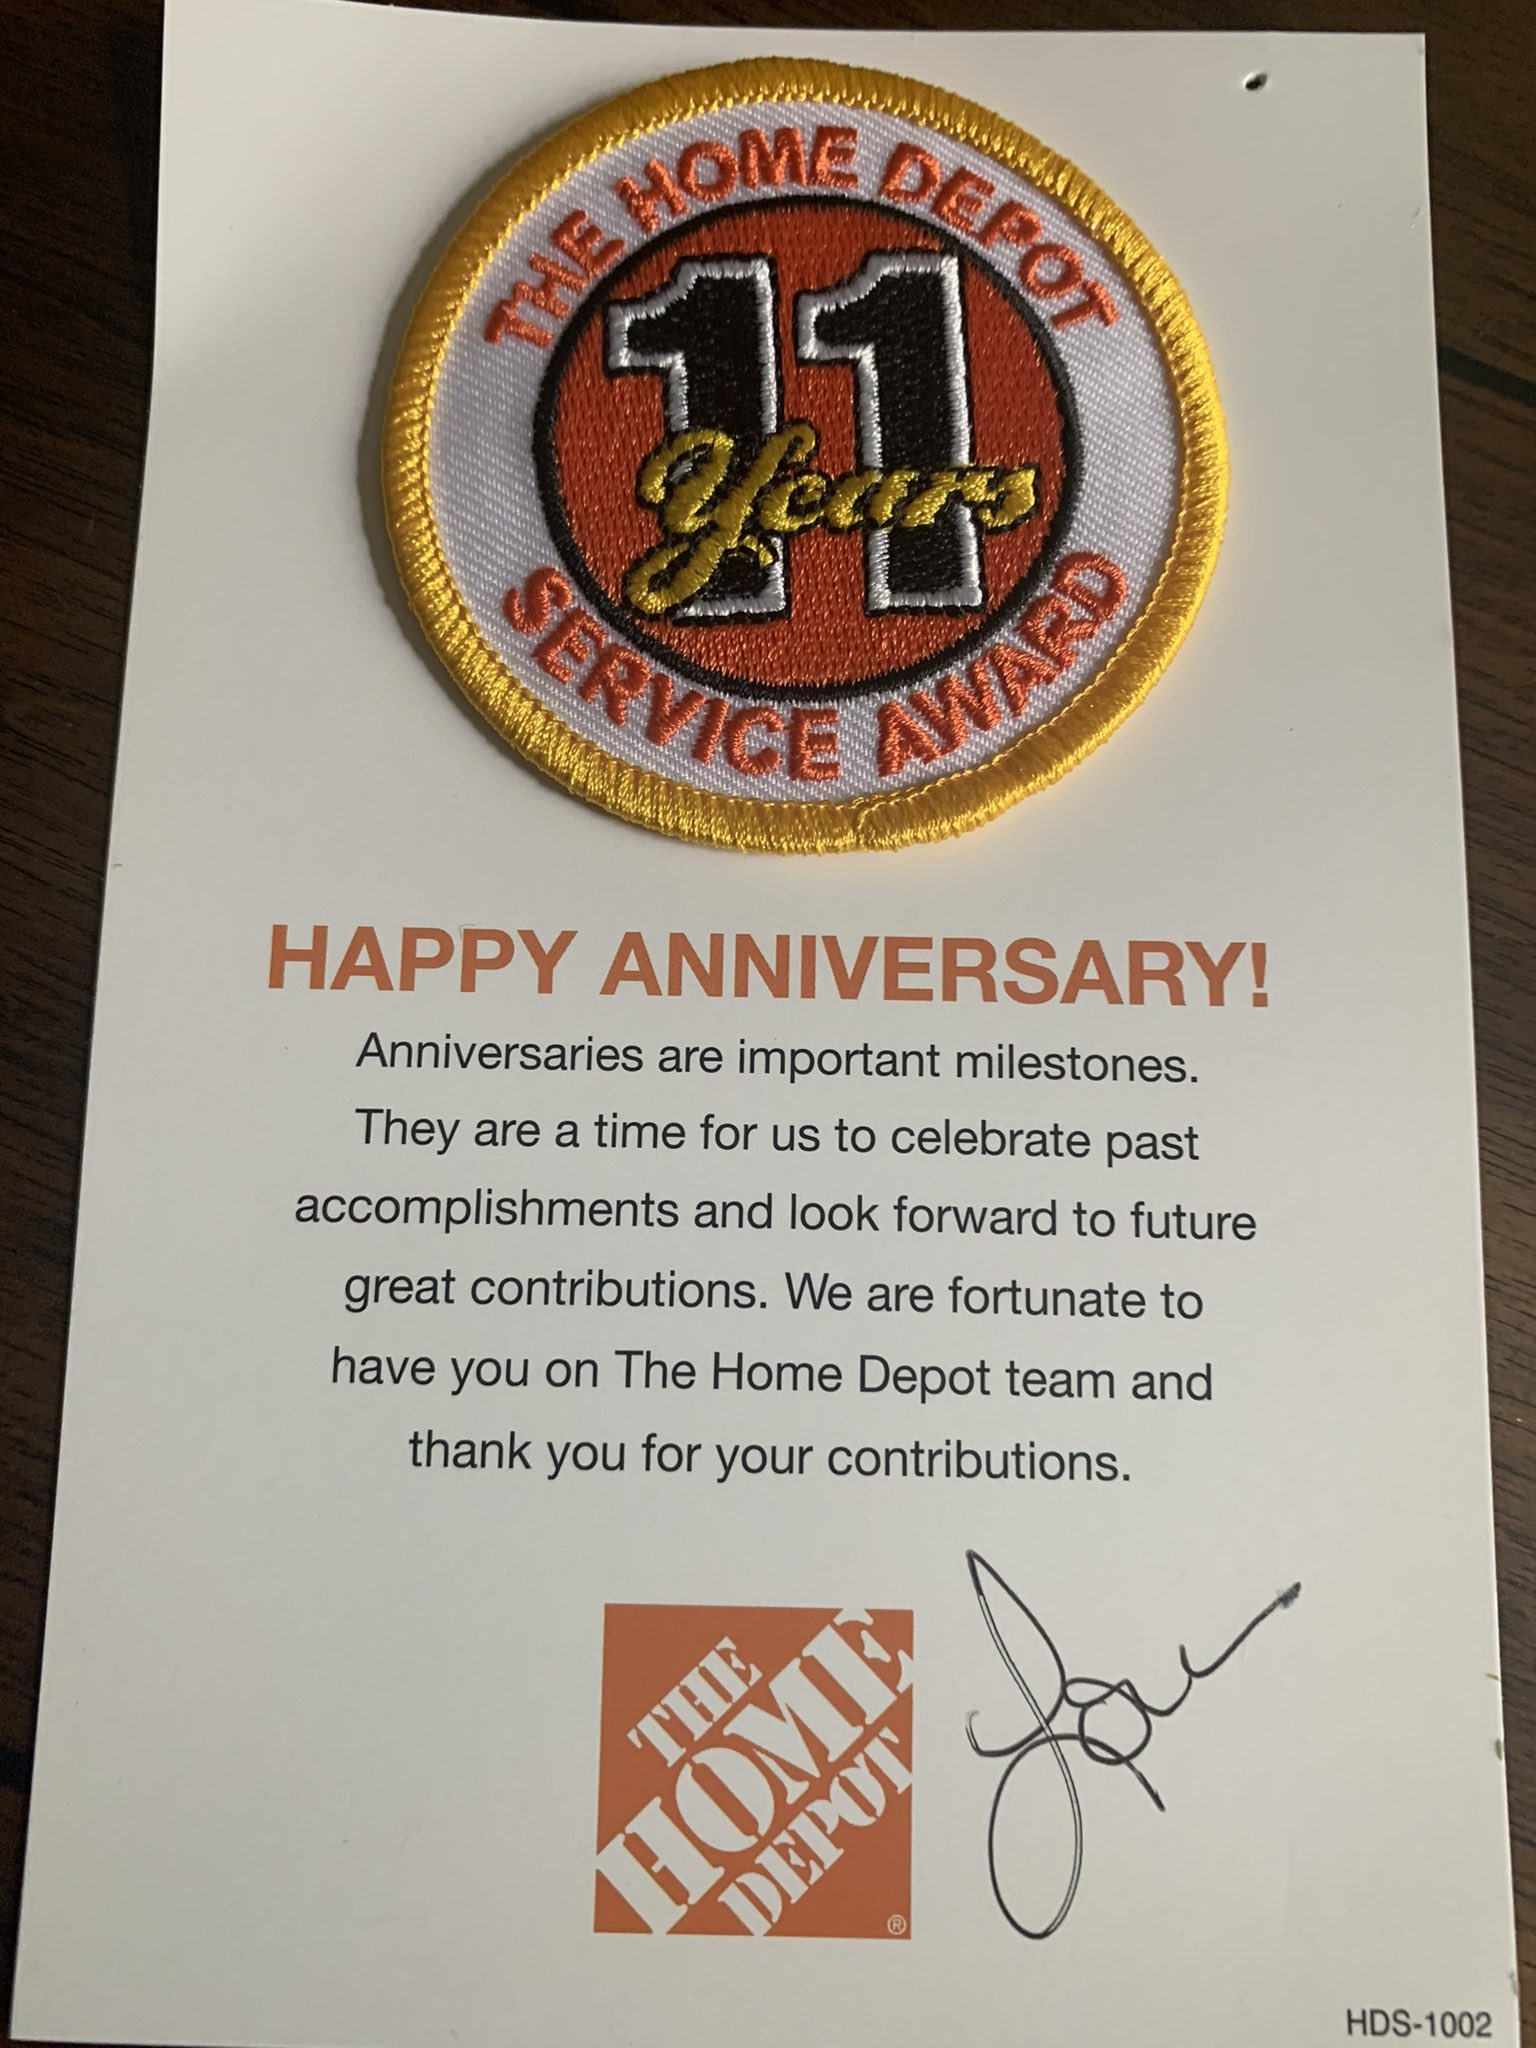 THE HOME DEPOT
11
Years
SERVICE AWARD
HAPPY ANNIVERSARY!
Anniversaries are important milestones.
They are a time for us to celebrate past
accomplishments and look forward to future
great contributions. We are fortunate to
have you on The Home Depot team and
thank you for your contributions.
THE
HOME
DEPOT
®
HDS-1002